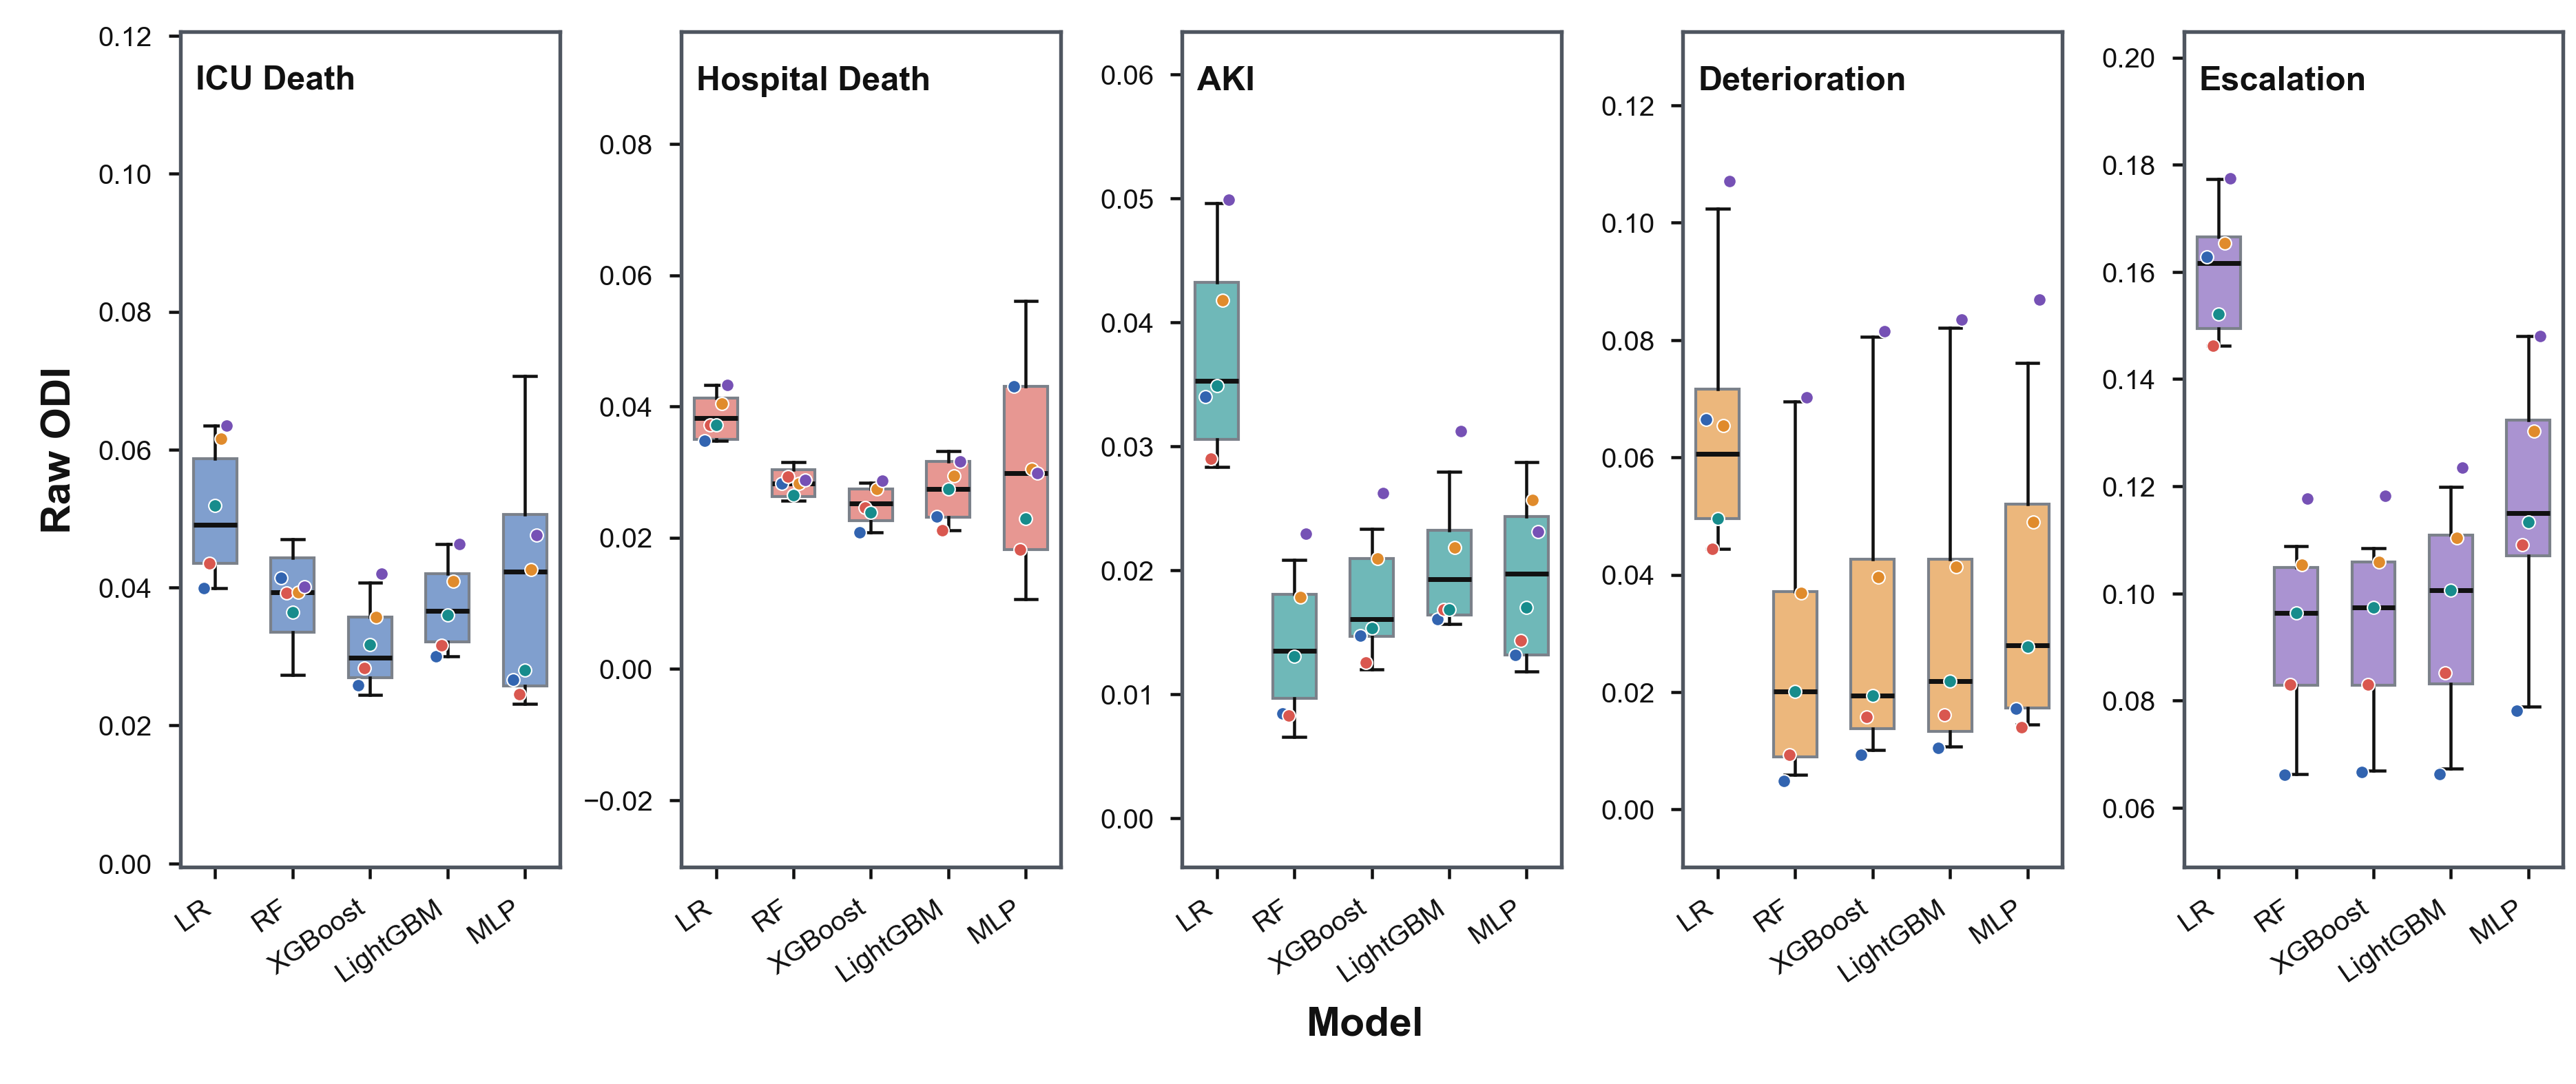 Raw ODI
ICU Death
0.12
0.10
0.08
0.06
0.04
0.02
0.00
LR
RF
XGBoost
LightGBM
MLP
Hospital Death
0.08
0.06
0.04
0.02
0.00
−0.02
LR
RF
XGBoost
LightGBM
MLP
AKI
0.06
0.05
0.04
0.03
0.02
0.01
0.00
LR
RF
XGBoost
LightGBM
MLP
Deterioration
0.12
0.10
0.08
0.06
0.04
0.02
0.00
LR
RF
XGBoost
LightGBM
MLP
Escalation
0.20
0.18
0.16
0.14
0.12
0.10
0.08
0.06
LR
RF
XGBoost
LightGBM
MLP
Model